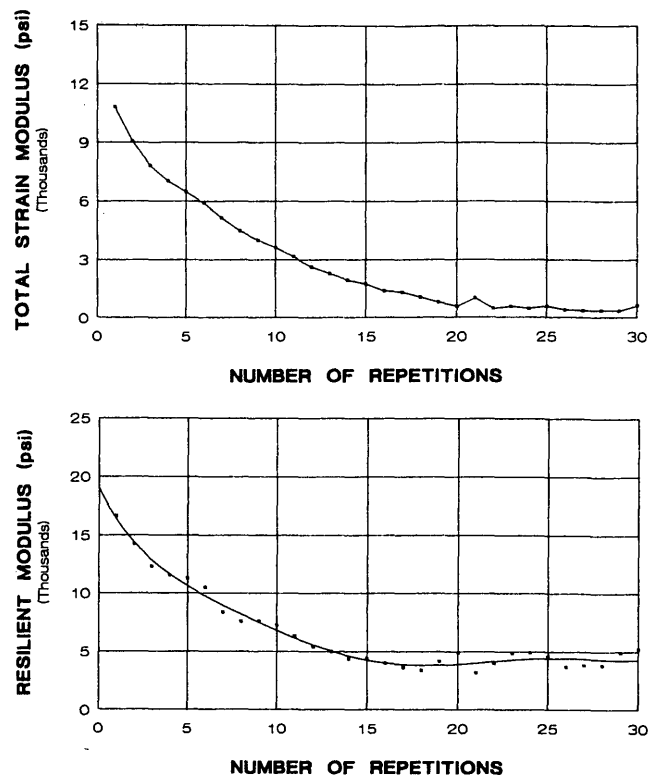 TOTAL STRAIN MODULUS (psi)
(Thousands)
15
12
9
6
3
0
0 5 10 15 20 25 30
NUMBER OF REPETITIONS
RESILIENT MODULUS (psi)
(Thousands)
25
20
15
10
5
0
0 5 10 15 20 25 30
NUMBER OF REPETITIONS